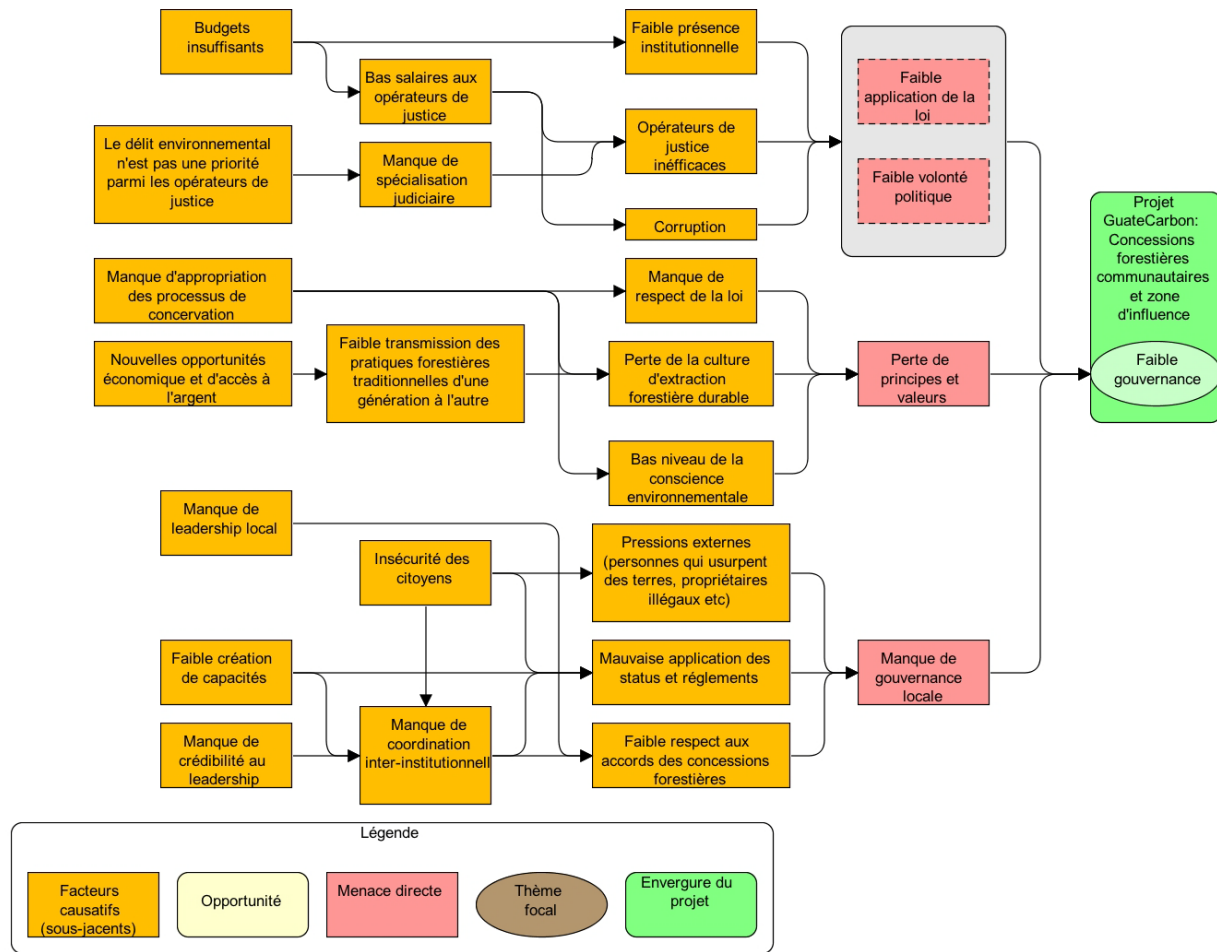 Budgets
insuffisants
Faible présence
institutionnelle
Bas salaires aux
opérateurs de
justice
Faible
application de la
loi
Le délit environnemental
n'est pas une priorité
parmi les opérateurs de
justice
Manque de
spécialisation
judiciaire
Opérateurs de
justice
inéfficaces
Faible volonté
politique
Corruption
Projet
GuateCarbon:
Concessions
forestières
communautaires
et zone
d'influence
Faible
gouvernance
Manque d'appropriation
des processus de
concervation
Manque de
respect de la loi
Nouvelles opportunités
économique et d'accès à
l'argent
Faible transmission des
pratiques forestières
traditionnelles d'une
génération à l'autre
Perte de la culture
d'extraction
forestière durable
Perte de
principes et
valeurs
Bas niveau de la
conscience
environnementale
Manque de
leadership local
Insécurité des
citoyens
Pressions externes
(personnes qui usurpent
des terres, propriétaires
illégaux etc)
Faible création
de capacités
Mauvaise application des
status et réglements
Manque de
gouvernance
locale
Manque de
crédibilité au
leadership
Manque de
coordination
inter-institutionnell
Faible respect aux
accords des concessions
forestières
Légende
Facteurs
causatifs
(sous-jacents)
Opportunité
Menace directe
Thème
focal
Envergure du
projet